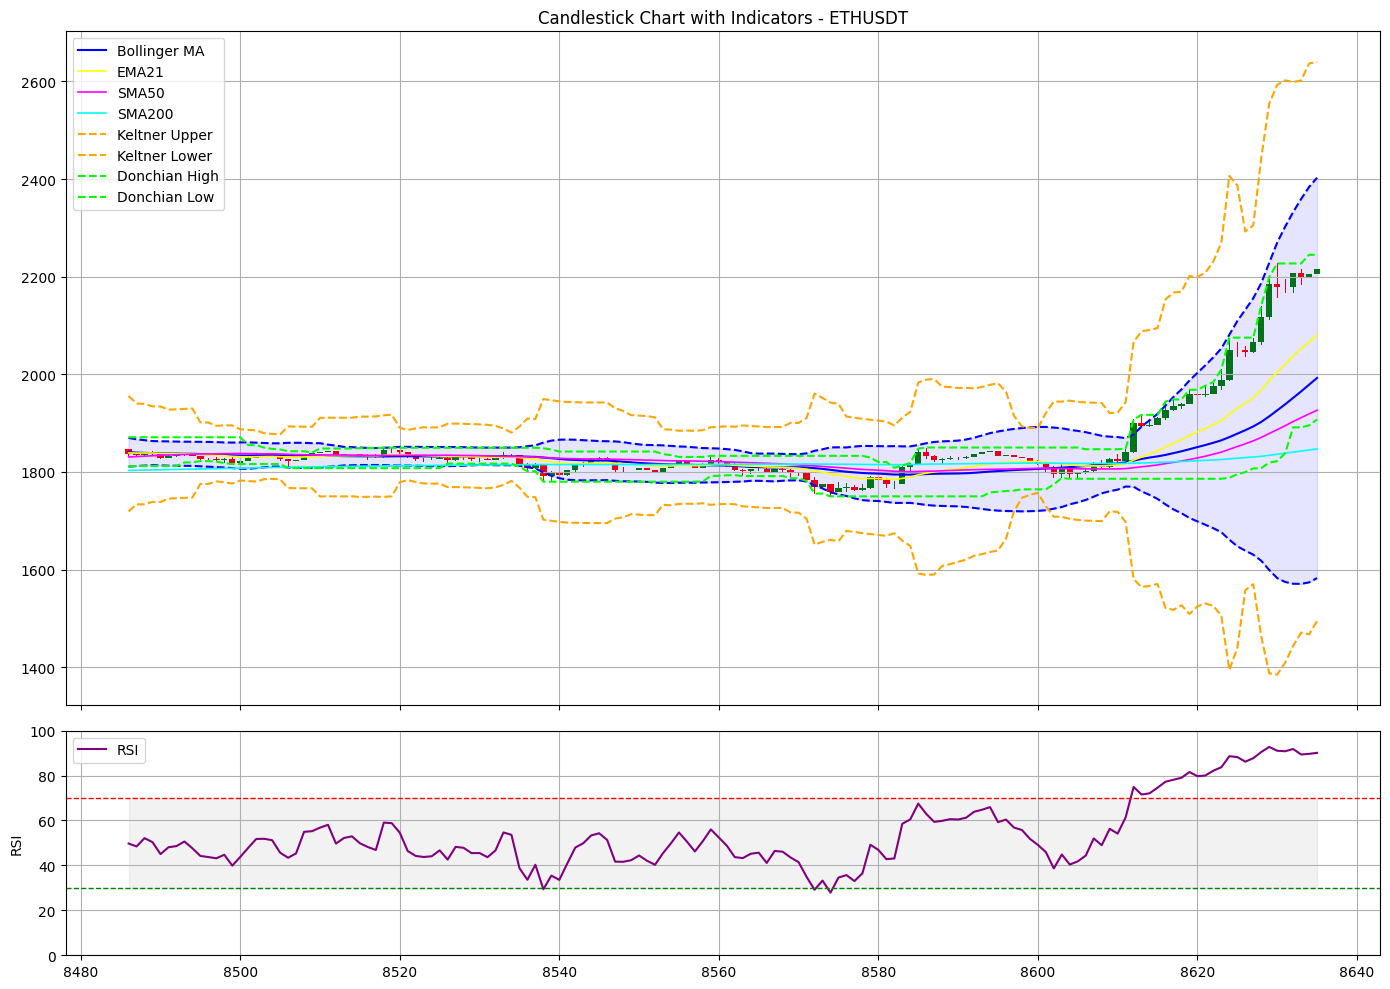 Candlestick Chart with Indicators - ETHUSDT
Bollinger MA
EMA21
SMA50
SMA200
Keltner Upper
Keltner Lower
Donchian High
Donchian Low
2600
2400
2200
2000
1800
1600
1400
RSI
100
80
60
40
20
0
RSI
8480
8500
8520
8540
8560
8580
8600
8620
8640